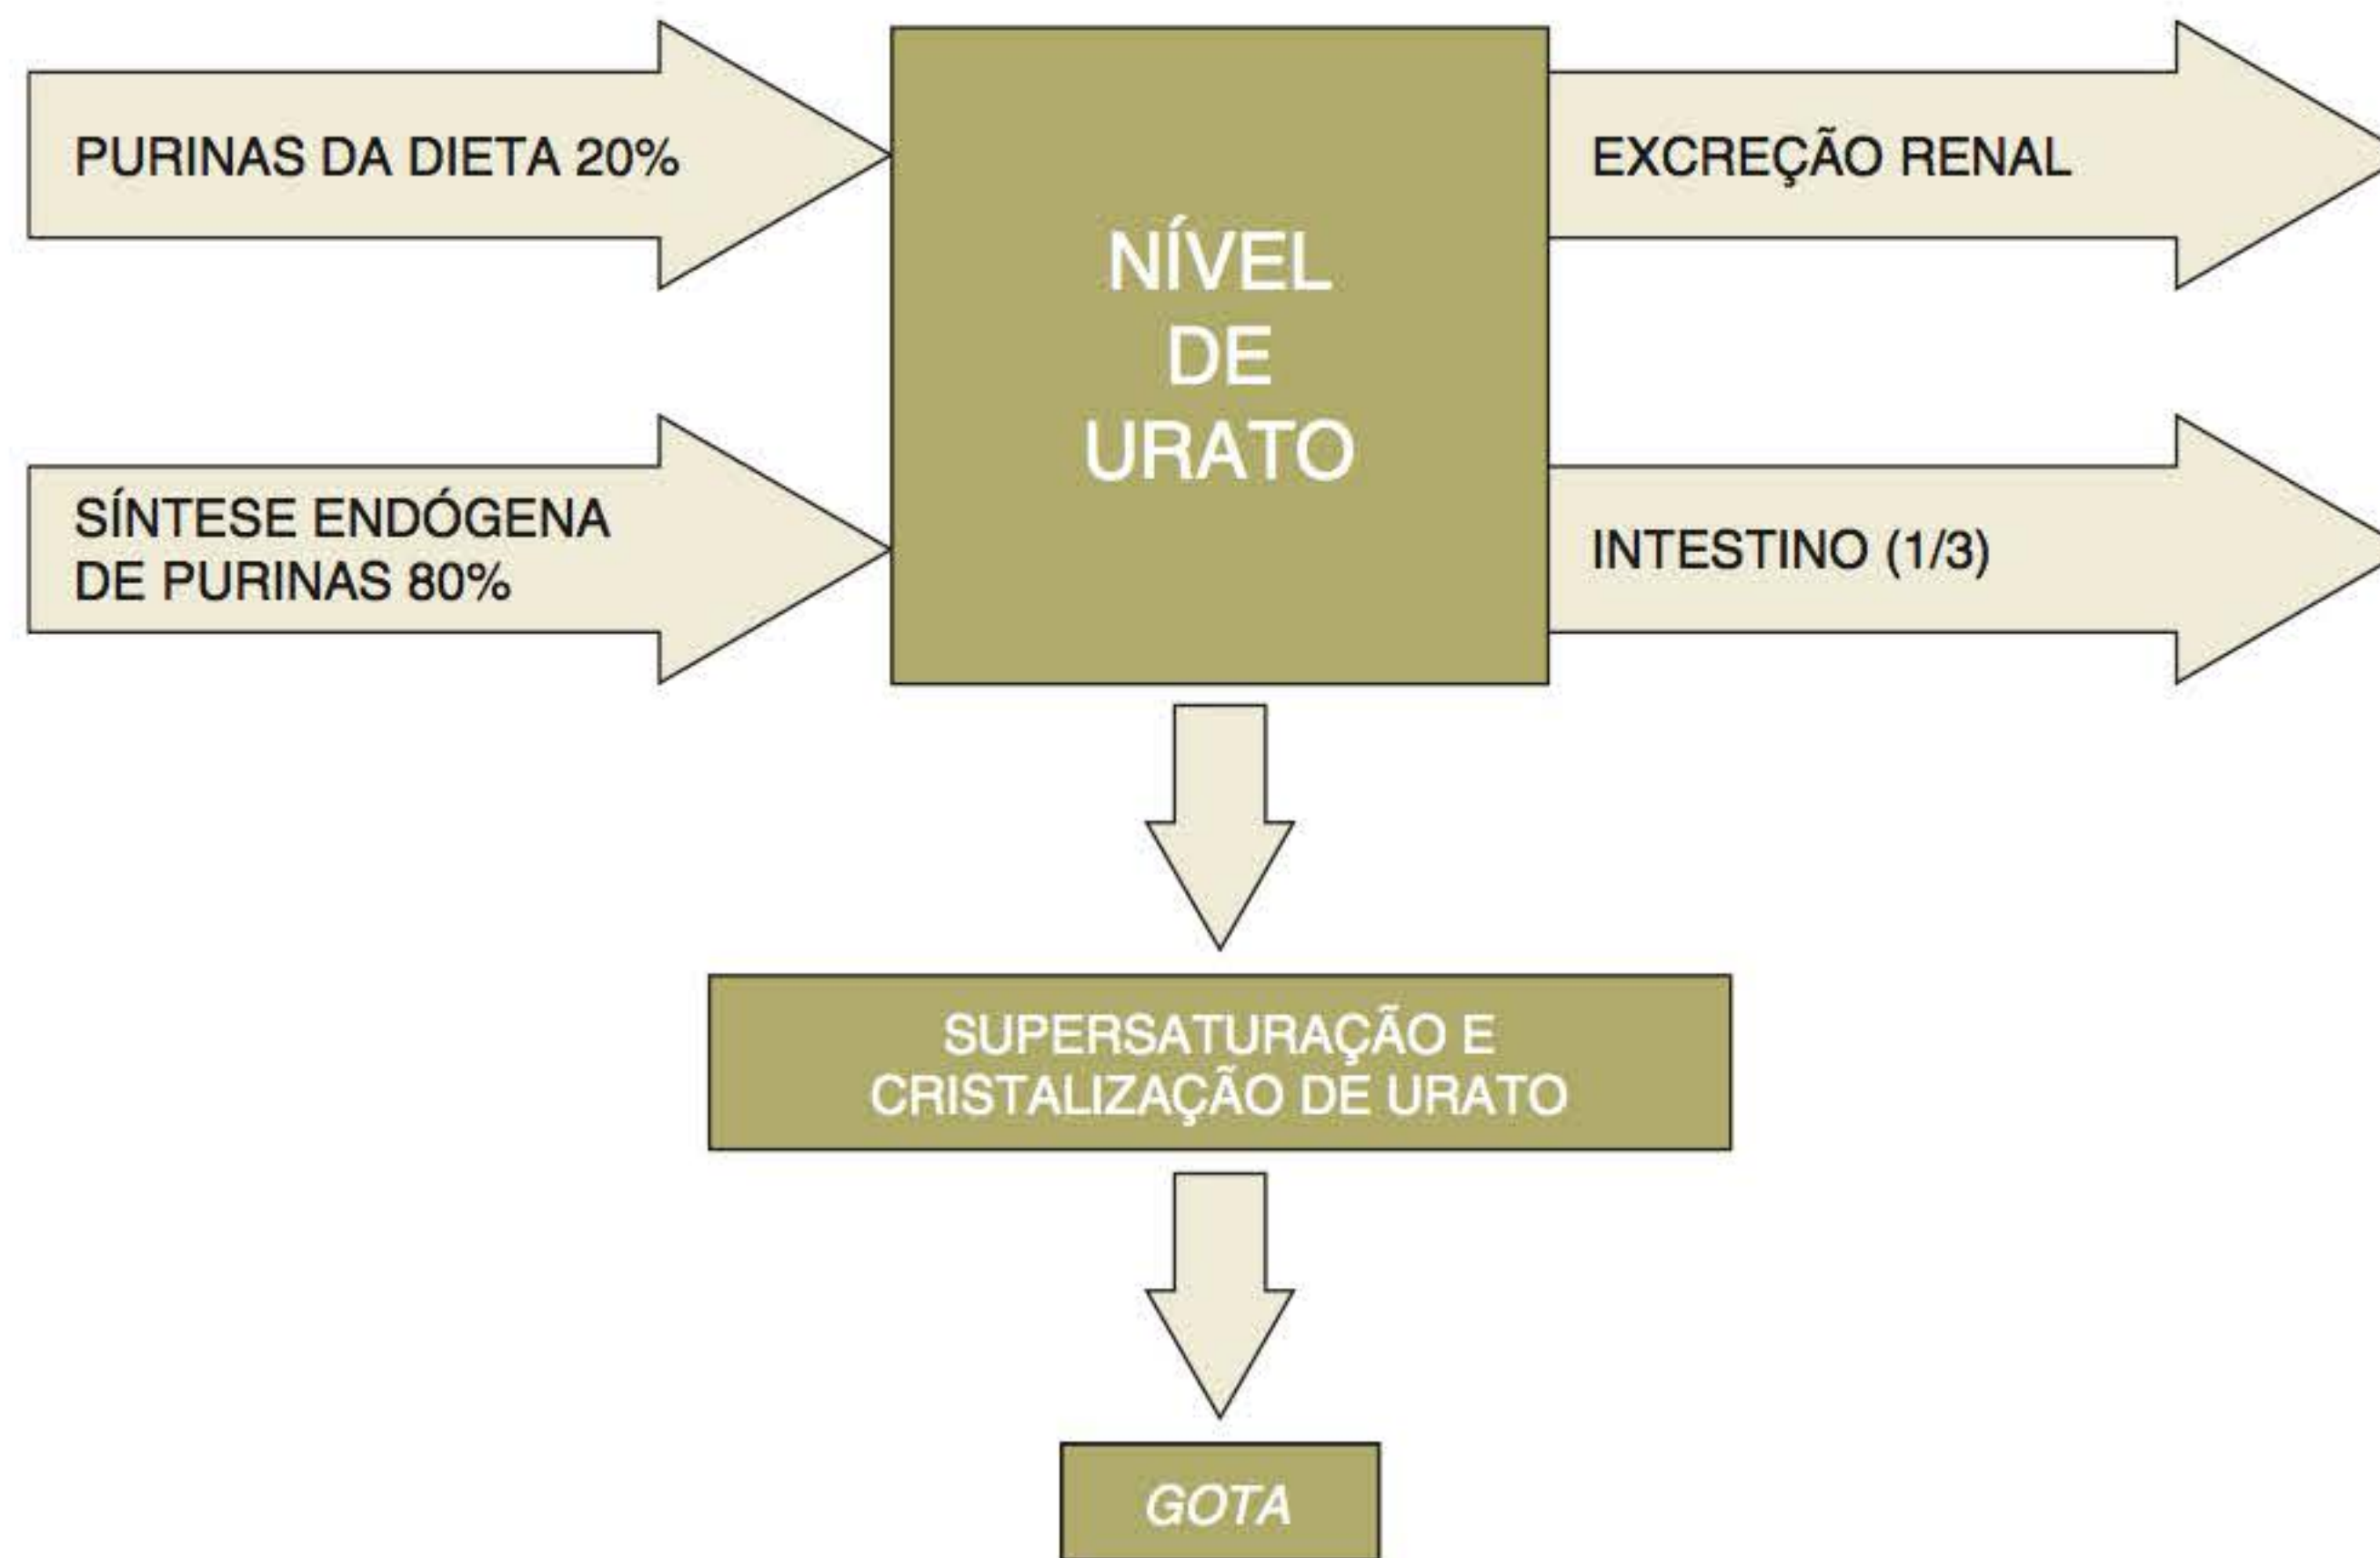 PURINAS DA DIETA 20%
SÍNTESE ENDÓGENA
DE PURINAS 80%
NÍVEL
DE
URATO
EXCREÇÃO RENAL
INTESTINO (1/3)
SUPERSATURAÇÃO E
CRISTALIZAÇÃO DE URATO
GOTA